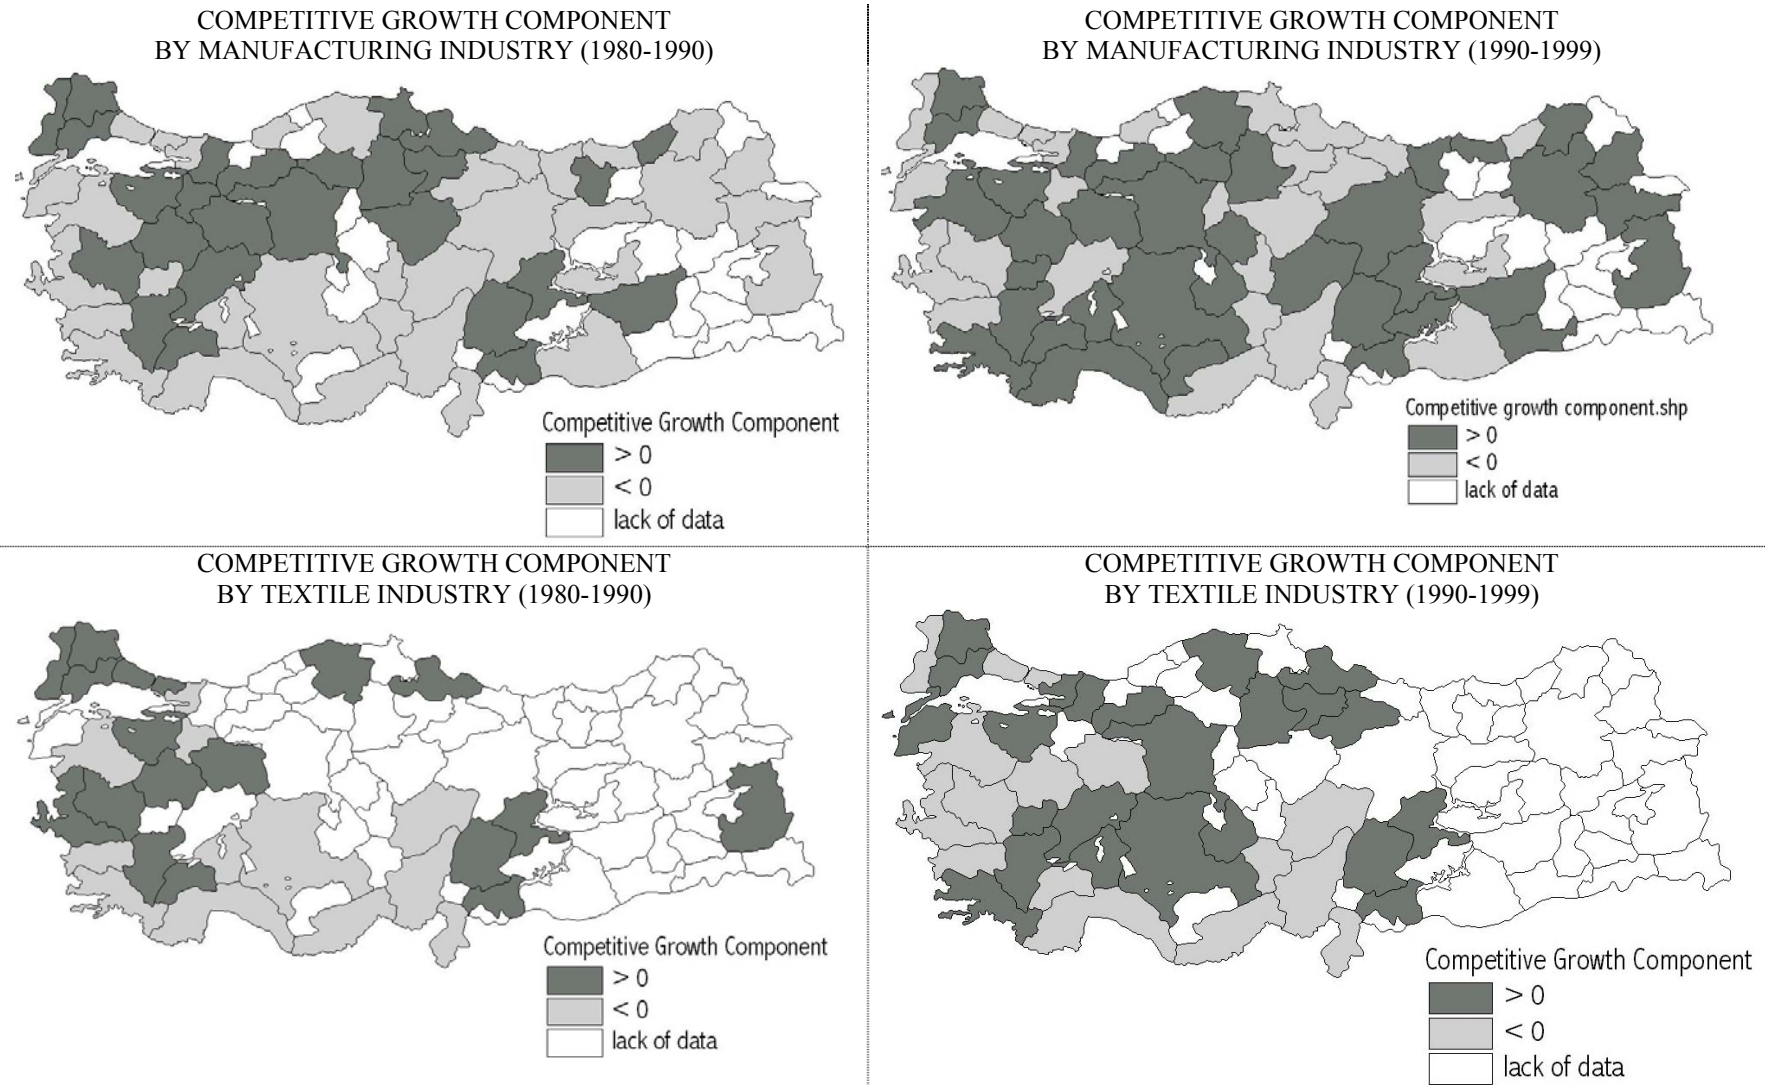 COMPETITIVE GROWTH COMPONENT
BY MANUFACTURING INDUSTRY (1980-1990)
Competitive Growth Component
> 0
< 0
lack of data
COMPETITIVE GROWTH COMPONENT
BY MANUFACTURING INDUSTRY (1990-1999)
Competitive growth component.shp
> 0
< 0
lack of data
COMPETITIVE GROWTH COMPONENT
BY TEXTILE INDUSTRY (1980-1990)
Competitive Growth Component
> 0
< 0
lack of data
COMPETITIVE GROWTH COMPONENT
BY TEXTILE INDUSTRY (1990-1999)
Competitive Growth Component
> 0
< 0
lack of data